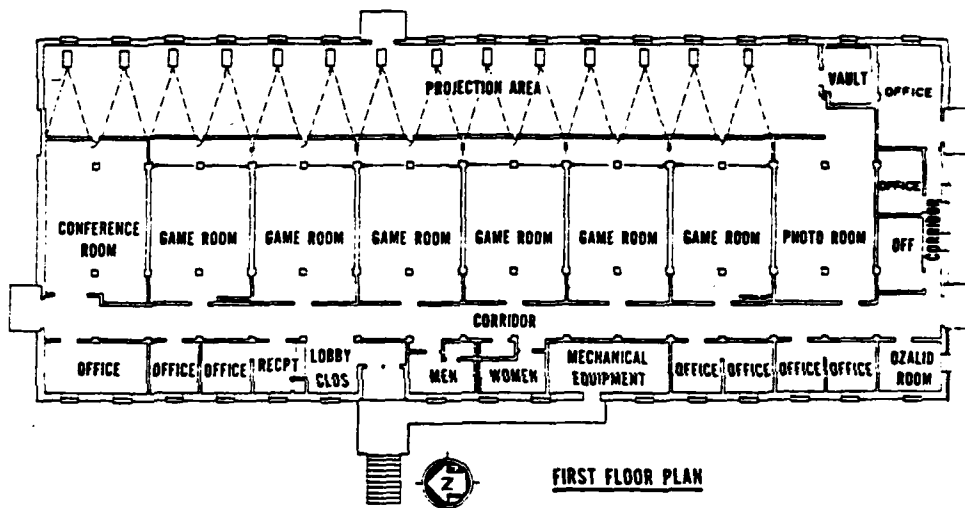 PROJECTION AREA
VAULT
OFFICE
OFFICE
CORRIDOR
OFF
CONFERENCE
ROOM
GAME ROOM
GAME ROOM
GAME ROOM
GAME ROOM
GAME ROOM
GAME ROOM
PHOTO ROOM
CORRIDOR
OFFICE
OFFICE
OFFICE
RECPT
LOBBY
CLOS
MEN
WOMEN
MECHANICAL
EQUIPMENT
OFFICE
OFFICE
OFFICE
OFFICE
OZALID
ROOM
N
FIRST FLOOR PLAN